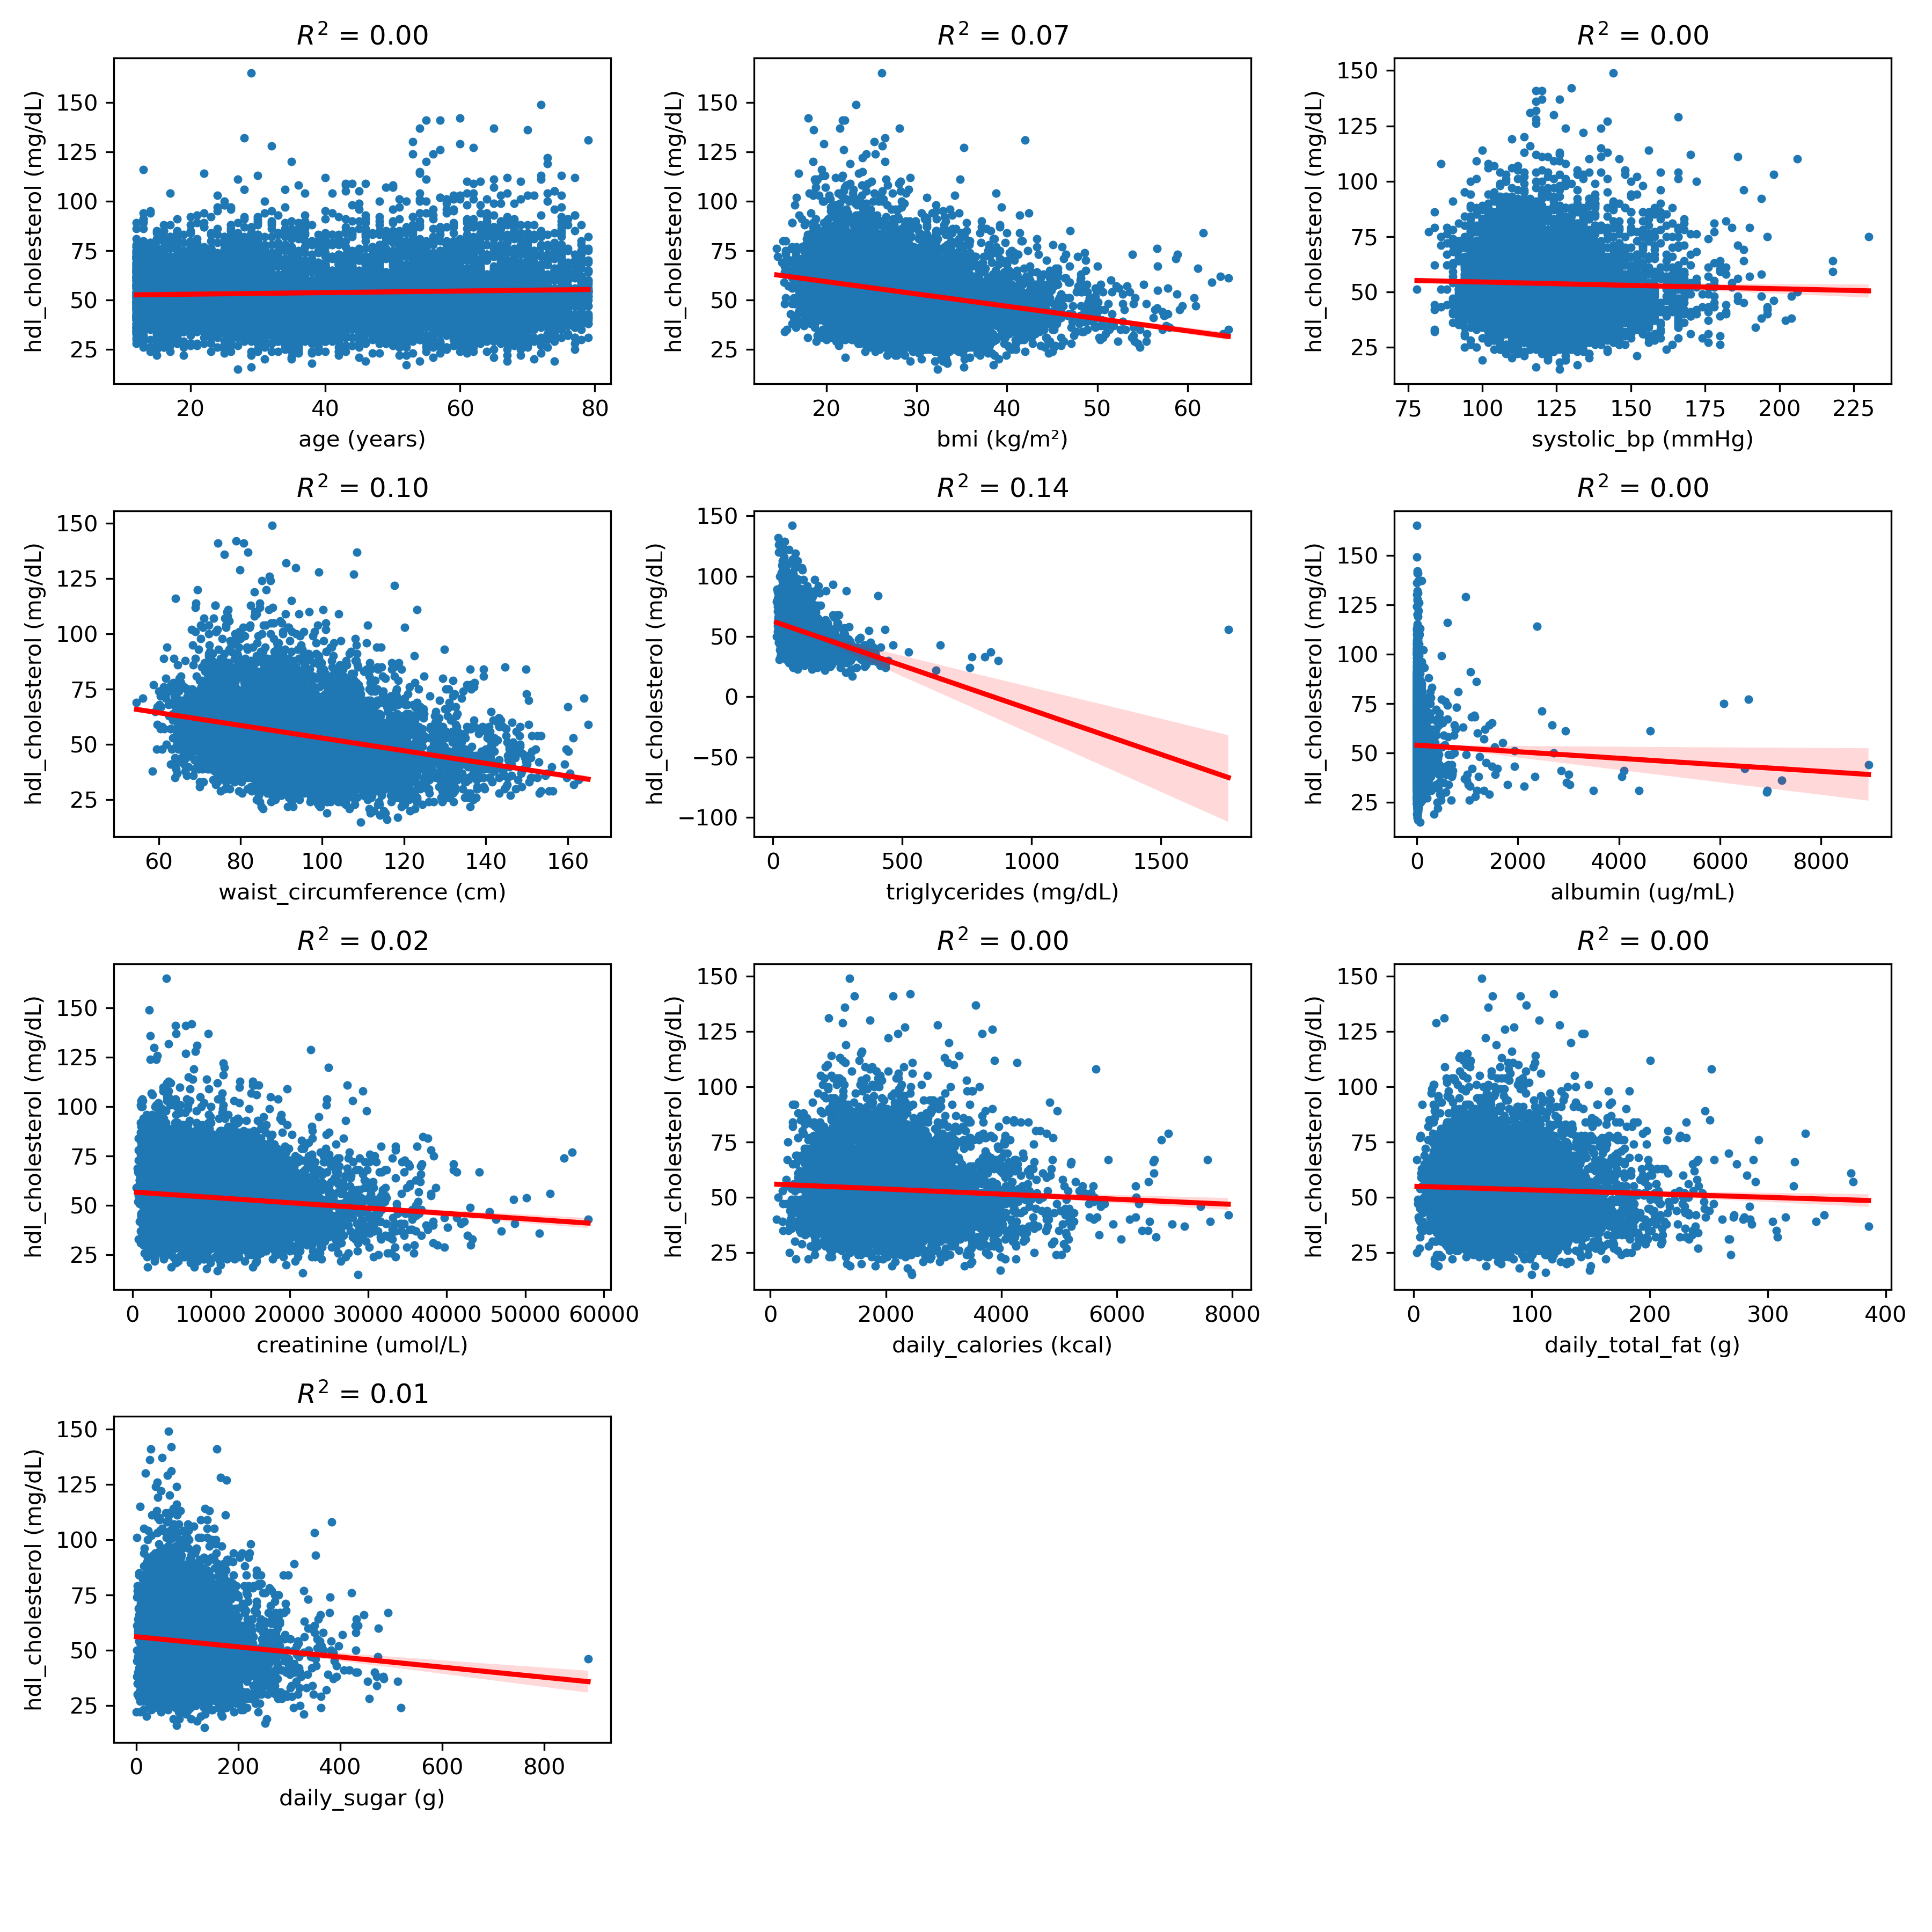 R² = 0.00
hdl_cholesterol (mg/dL)
150
125
100
75
50
25
20 40 60 80
age (years)
R² = 0.07
hdl_cholesterol (mg/dL)
150
125
100
75
50
25
20 30 40 50 60
bmi (kg/m²)
R² = 0.00
hdl_cholesterol (mg/dL)
150
125
100
75
50
25
75 100 125 150 175 200 225
systolic_bp (mmHg)
R² = 0.10
hdl_cholesterol (mg/dL)
150
125
100
75
50
25
60 80 100 120 140 160
waist_circumference (cm)
R² = 0.14
hdl_cholesterol (mg/dL)
150
100
50
0
−50
−100
0 500 1000 1500
triglycerides (mg/dL)
R² = 0.00
hdl_cholesterol (mg/dL)
150
125
100
75
50
25
0 2000 4000 6000 8000
albumin (ug/mL)
R² = 0.02
hdl_cholesterol (mg/dL)
150
125
100
75
50
25
0 10000 20000 30000 40000 50000 60000
creatinine (umol/L)
R² = 0.00
hdl_cholesterol (mg/dL)
150
125
100
75
50
25
0 2000 4000 6000 8000
daily_calories (kcal)
R² = 0.00
hdl_cholesterol (mg/dL)
150
125
100
75
50
25
0 100 200 300 400
daily_total_fat (g)
R² = 0.01
hdl_cholesterol (mg/dL)
150
125
100
75
50
25
0 200 400 600 800
daily_sugar (g)